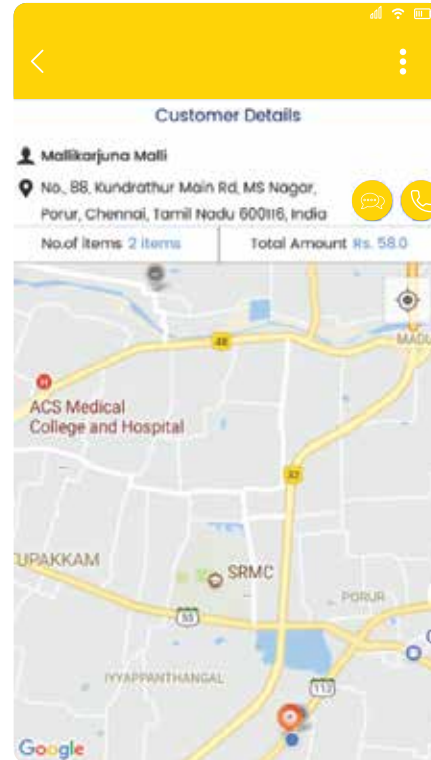 Customer Details
Mallikarjuna Malli
No., 88, Kundrathur Main Rd, MS Nagar,
Porur, Chennai, Tamil Nadu 600116, India
No.of items 2 items
Total Amount Rs. 58.0
48
MADU
H
ACS Medical
College and Hospital
32
UPAKKAM
SRMC
PORUR
55
IYYAPPANTHANGAL
113
Google